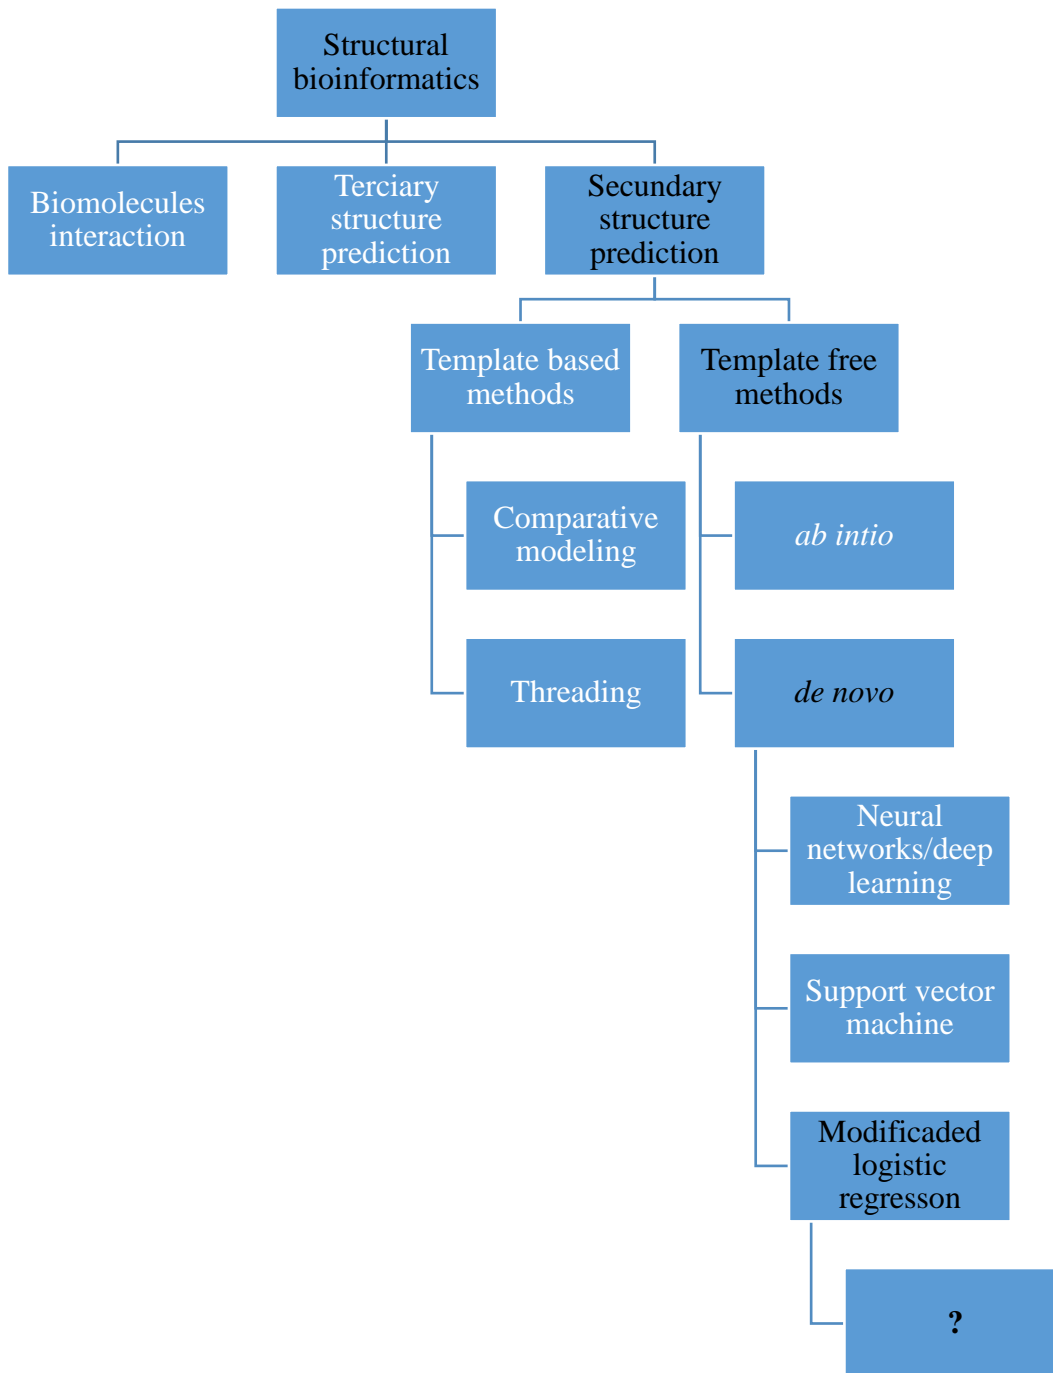 Structural
bioinformatics
Biomolecules
interaction
Terciary
structure
prediction
Secundary
structure
prediction
Template based
methods
Template free
methods
Comparative
modeling
ab intio
Threading
de novo
Neural
networks/deep
learning
Support vector
machine
Modificaded
logistic
regresson
?